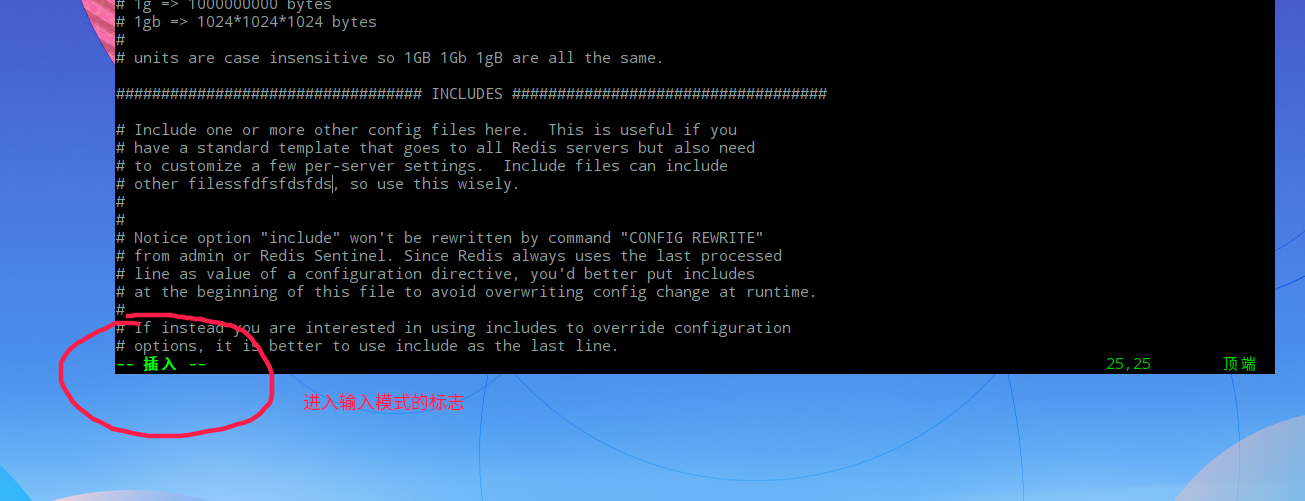 # 1g => 1000000000 bytes
# 1gb => 1024*1024*1024 bytes
#
# units are case insensitive so 1GB 1Gb 1gB are all the same.
################################## INCLUDES ###################################
# Include one or more other config files here.  This is useful if you
# have a standard template that goes to all Redis servers but also need
# to customize a few per-server settings.  Include files can include
# other filessfdfsfdsfds, so use this wisely.
#
#
# Notice option "include" won't be rewritten by command "CONFIG REWRITE"
# from admin or Redis Sentinel. Since Redis always uses the last processed
# line as value of a configuration directive, you'd better put includes
# at the beginning of this file to avoid overwriting config change at runtime.
#
# If instead you are interested in using includes to override configuration
# options, it is better to use include as the last line.
-- 插入 -- 25,25 顶端
进入输入模式的标志